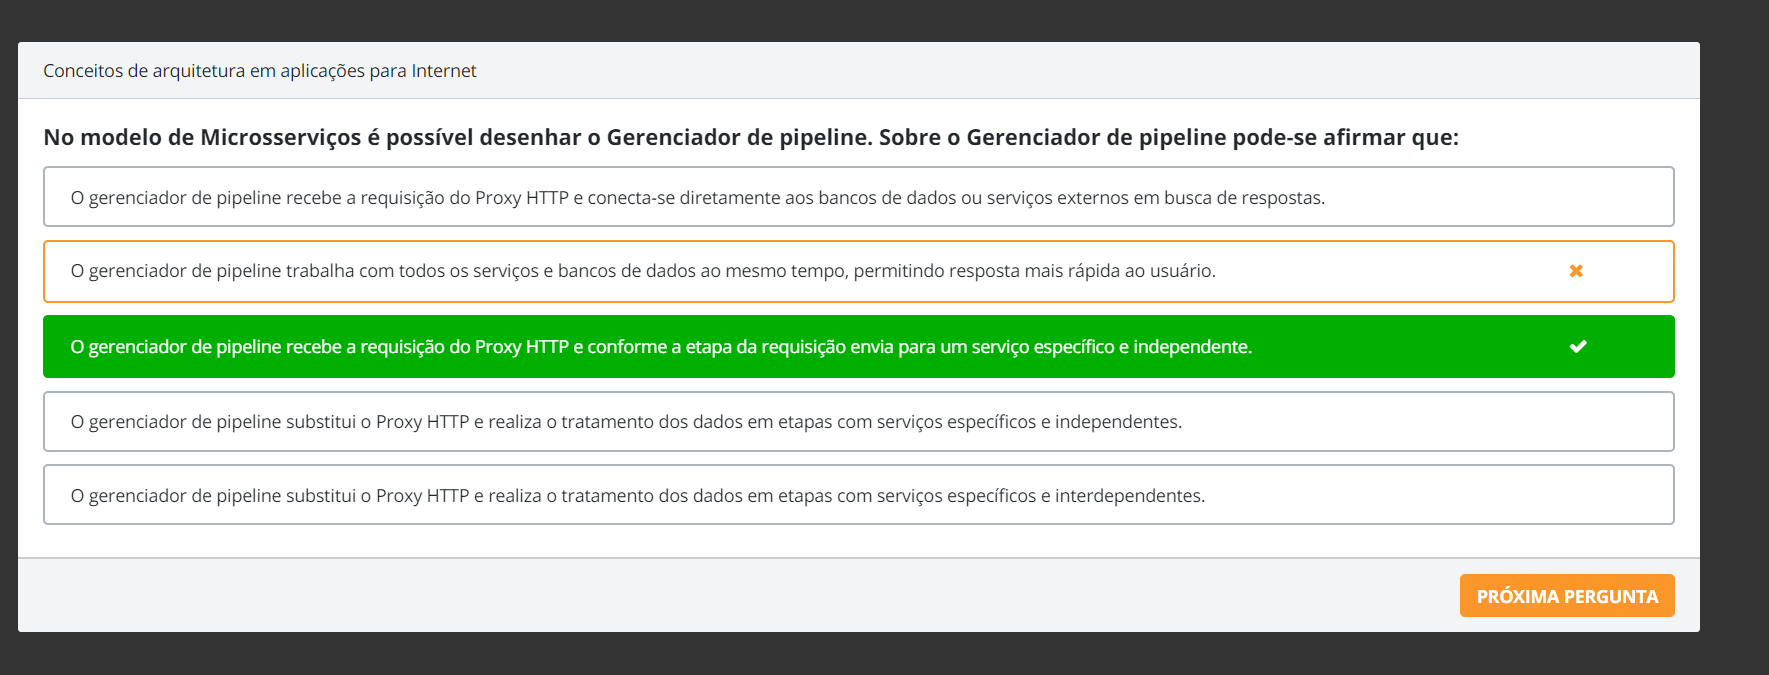 Conceitos de arquitetura em aplicações para Internet
No modelo de Microsserviços é possível desenhar o Gerenciador de pipeline. Sobre o Gerenciador de pipeline pode-se afirmar que:
O gerenciador de pipeline recebe a requisição do Proxy HTTP e conecta-se diretamente aos bancos de dados ou serviços externos em busca de respostas.
O gerenciador de pipeline trabalha com todos os serviços e bancos de dados ao mesmo tempo, permitindo resposta mais rápida ao usuário.
O gerenciador de pipeline recebe a requisição do Proxy HTTP e conforme a etapa da requisição envia para um serviço específico e independente.
O gerenciador de pipeline substitui o Proxy HTTP e realiza o tratamento dos dados em etapas com serviços específicos e independentes.
O gerenciador de pipeline substitui o Proxy HTTP e realiza o tratamento dos dados em etapas com serviços específicos e interdependentes.
PRÓXIMA PERGUNTA